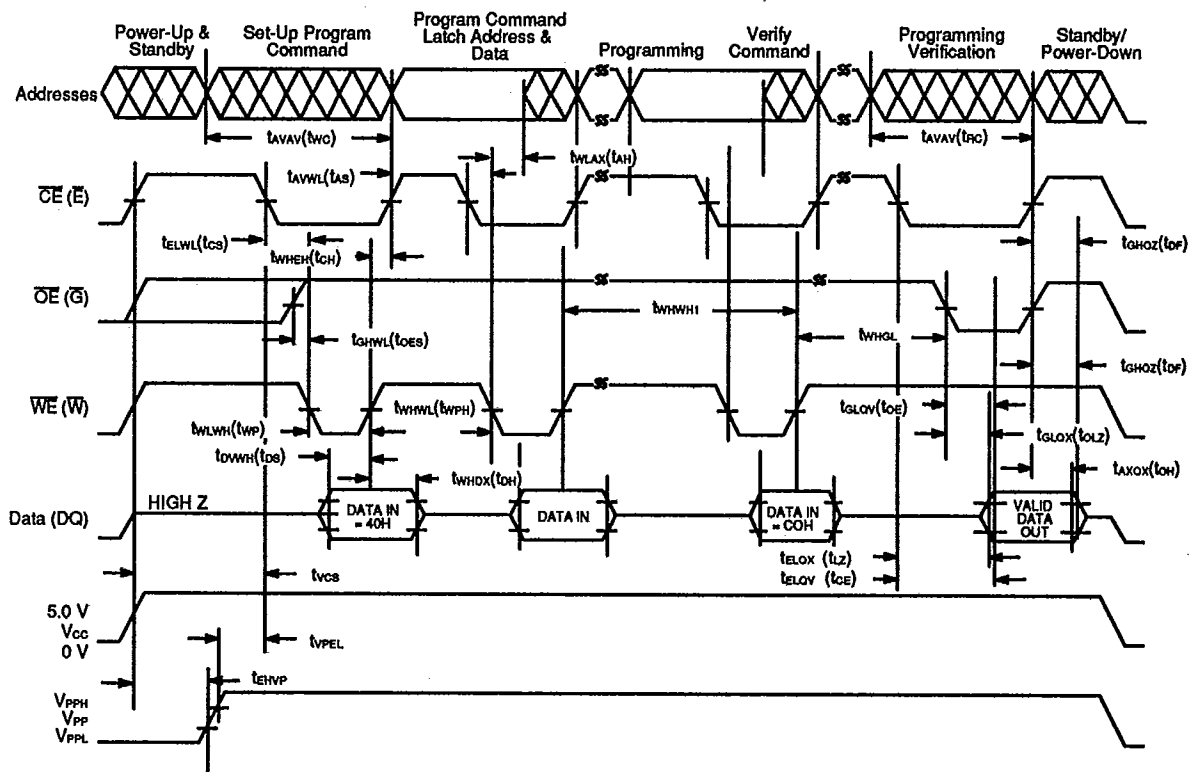 Power-Up &
Standby
Set-Up Program
Command
Program Command
Latch Address &
Data
Programming
Verify
Command
Programming
Verification
Standby/
Power-Down
Addresses
tAVAV(tWC)
tWLAX(tAH)
tAVAV(tRC)
tAVWL(tAS)
CE (E)
tELWL(tCS)
tWHEH(tCH)
tGHQZ(tDF)
OE (G)
tWHWH1
tGHWL(tOES)
tWHGL
tGHQZ(tDF)
WE (W)
tWHWL(tWPH)
tGLQV(tOE)
tWLWH(tWP)
tGLQX(tOLZ)
tDVWH(tDS)
tWHDX(tDH)
tAXQX(tOH)
HIGH Z
Data (DQ)
DATA IN
= 40H
DATA IN
DATA IN
= C0H
VALID
DATA
OUT
tELQX (tLZ)
tVCS
tELQV (tCE)
5.0 V
VCC
0 V
tVPEL
tEHVP
VPPH
VPP
VPPL